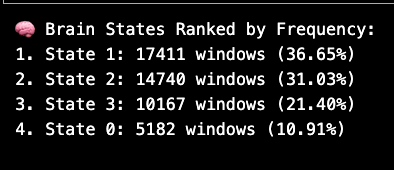 🧠 Brain States Ranked by Frequency:
1. State 1: 17411 windows (36.65%)
2. State 2: 14740 windows (31.03%)
3. State 3: 10167 windows (21.40%)
4. State 0: 5182 windows (10.91%)